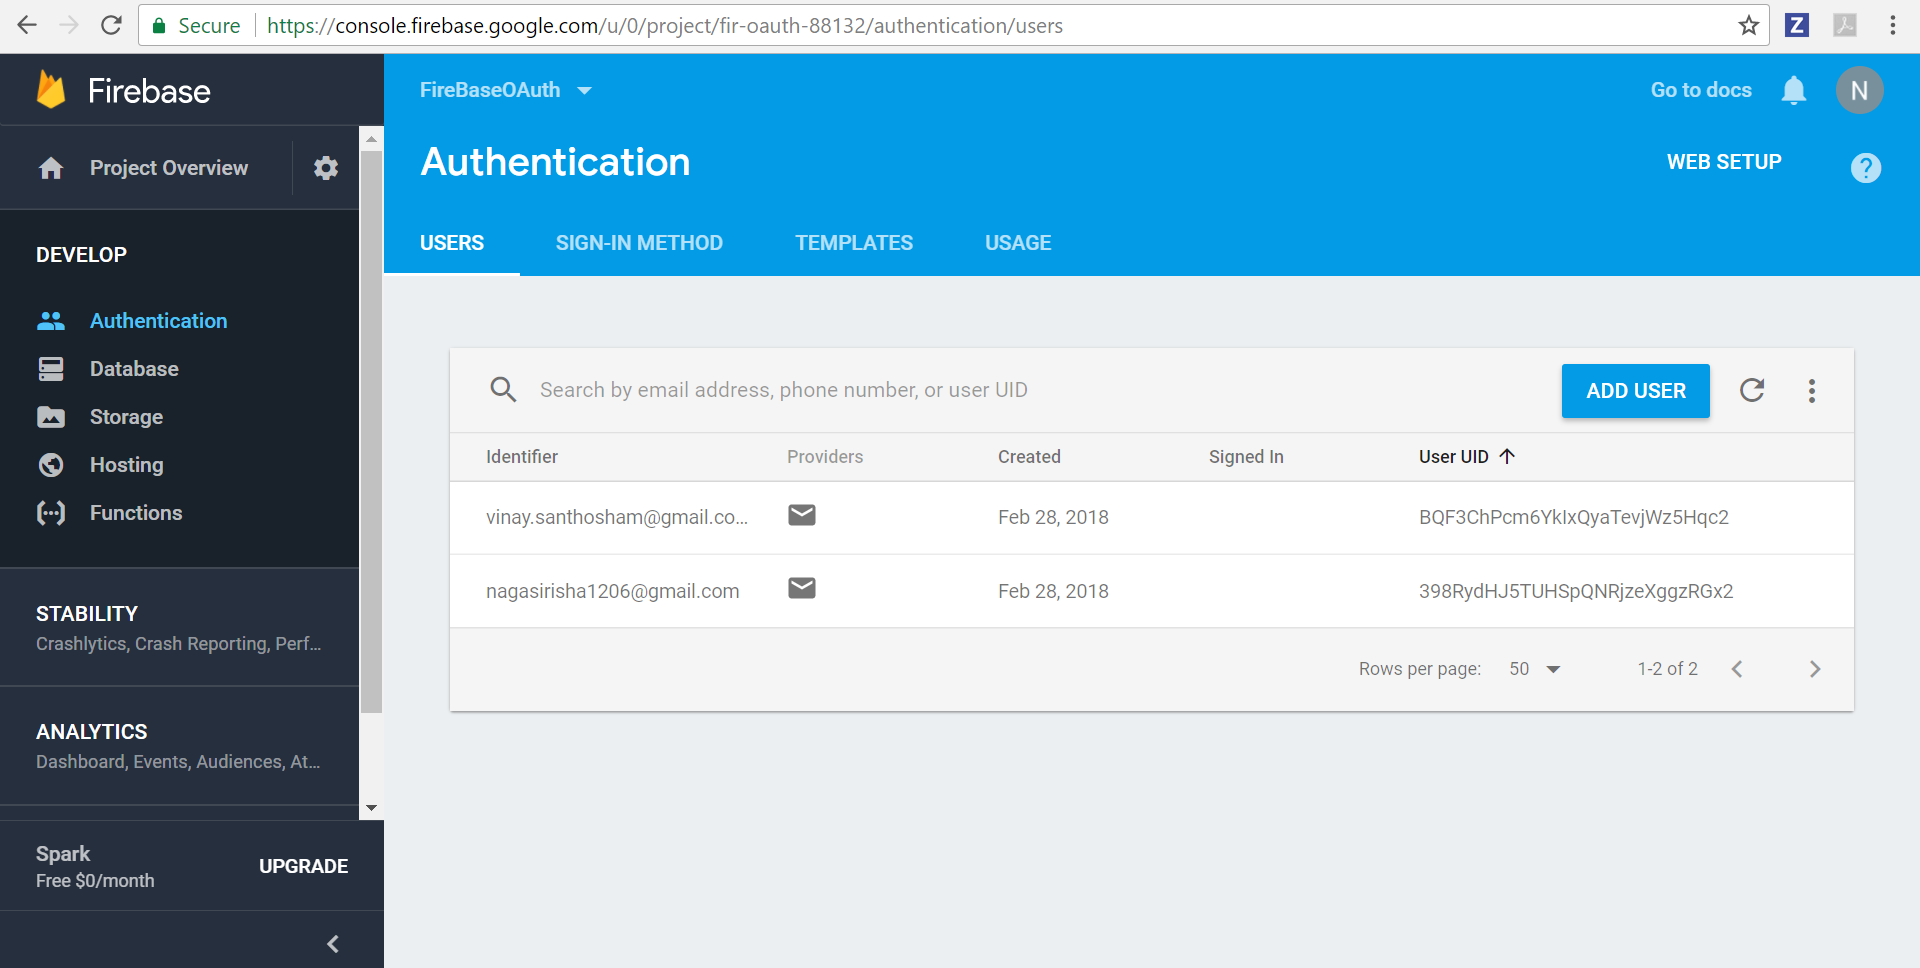 Secure https://console.firebase.google.com/u/0/project/fir-oauth-88132/authentication/users
Z
Firebase
Project Overview
DEVELOP
Authentication
Database
Storage
Hosting
Functions
STABILITY
Crashlytics, Crash Reporting, Perf...
ANALYTICS
Dashboard, Events, Audiences, At...
Spark
Free $0/month
UPGRADE
FireBaseOAuth
Go to docs
N
Authentication
WEB SETUP
?
USERS SIGN-IN METHOD TEMPLATES USAGE
Search by email address, phone number, or user UID
ADD USER
Identifier Providers Created Signed In User UID
vinay.santhosham@gmail.co... Feb 28, 2018 BQF3ChPcm6YkIxQyaTevjWz5Hqc2
nagasirisha1206@gmail.com Feb 28, 2018 398RydHJ5TUHSpQNRjzeXggzRGx2
Rows per page: 50 1-2 of 2